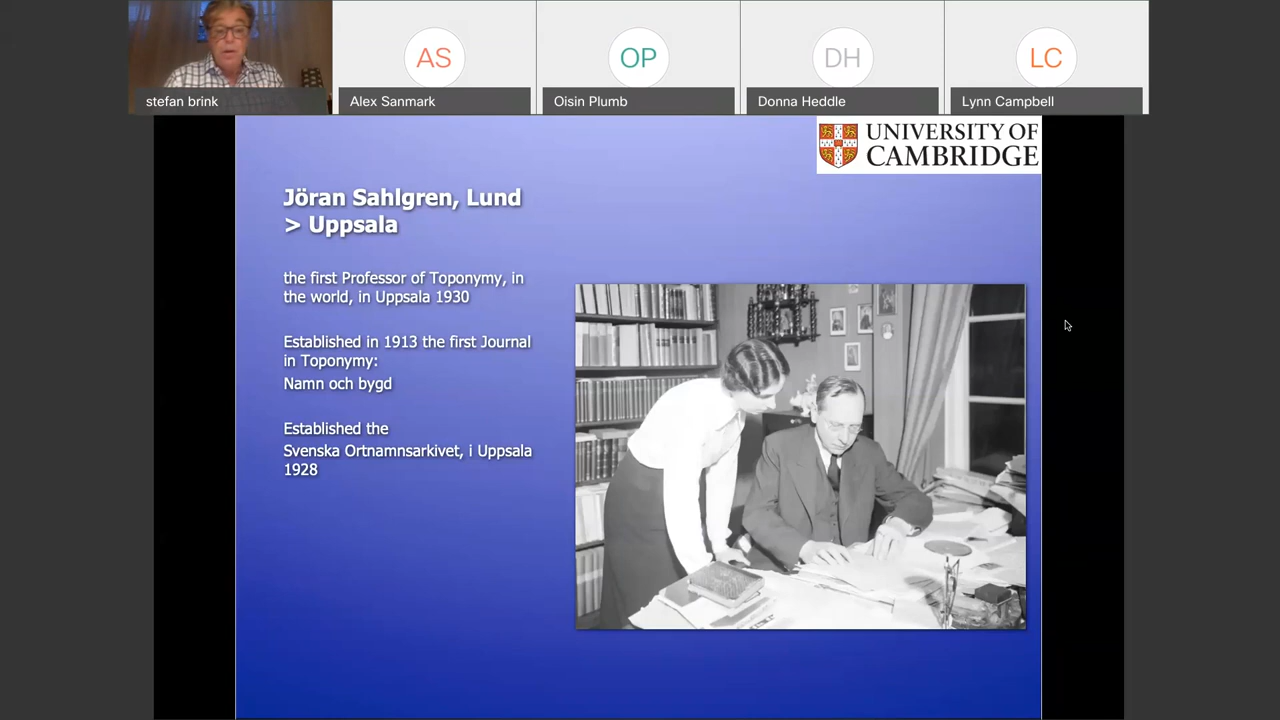 AS
OP
DH
LC
stefan brink
Alex Sanmark
Oisin Plumb
Donna Heddle
Lynn Campbell
UNIVERSITY OF
CAMBRIDGE
Jöran Sahlgren, Lund
> Uppsala
the first Professor of Toponymy, in
the world, in Uppsala 1930
Established in 1913 the first Journal
in Toponymy:
Namn och bygd
Established the
Svenska Ortnamnsarkivet, i Uppsala
1928